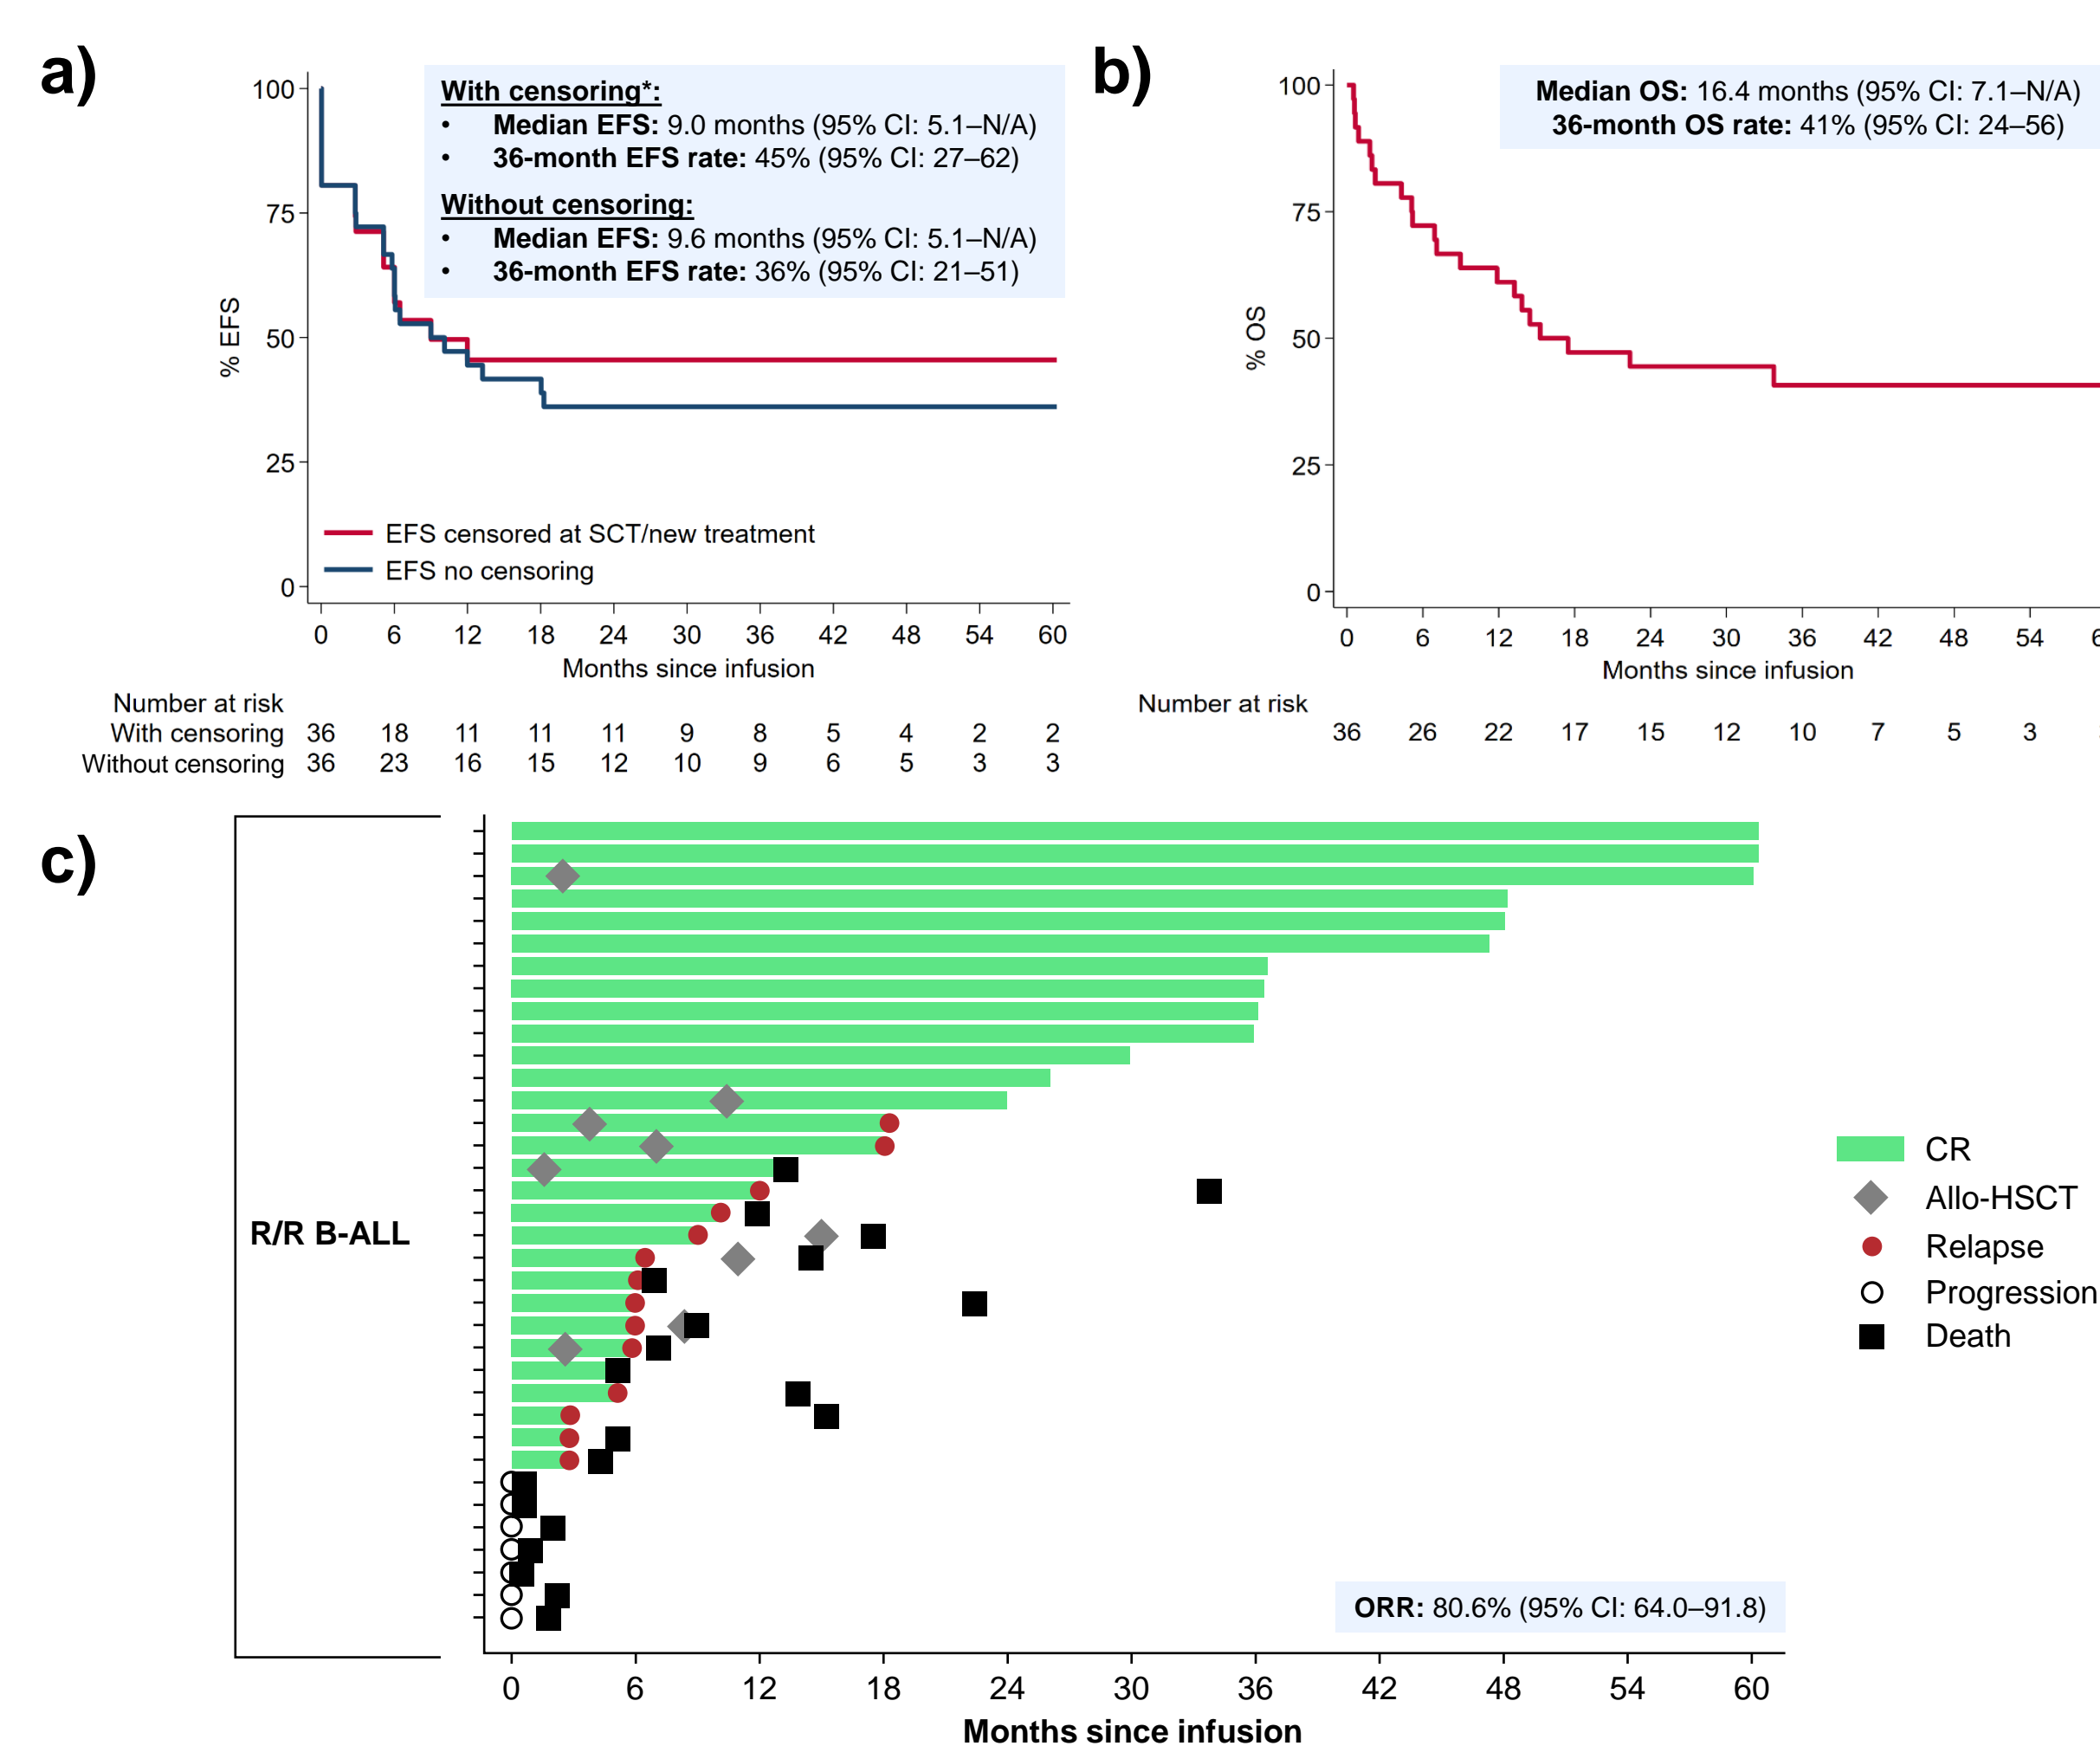 a)
100
75
50
25
0
% EFS
With censoring*:
• Median EFS: 9.0 months (95% CI: 5.1–N/A)
• 36-month EFS rate: 45% (95% CI: 27–62)
Without censoring:
• Median EFS: 9.6 months (95% CI: 5.1–N/A)
• 36-month EFS rate: 36% (95% CI: 21–51)
EFS censored at SCT/new treatment
EFS no censoring
0 6 12 18 24 30 36 42 48 54 60
Months since infusion
Number at risk
With censoring 36 18 11 11 11 9 8 5 4 2 2
Without censoring 36 23 16 15 12 10 9 6 5 3 3
b)
100
75
50
25
0
% OS
Median OS: 16.4 months (95% CI: 7.1–N/A)
36-month OS rate: 41% (95% CI: 24–56)
0 6 12 18 24 30 36 42 48 54
Months since infusion
Number at risk
36 26 22 17 15 12 10 7 5 3
c)
R/R B-ALL
CR
Allo-HSCT
Relapse
Progression
Death
ORR: 80.6% (95% CI: 64.0–91.8)
0 6 12 18 24 30 36 42 48 54 60
Months since infusion